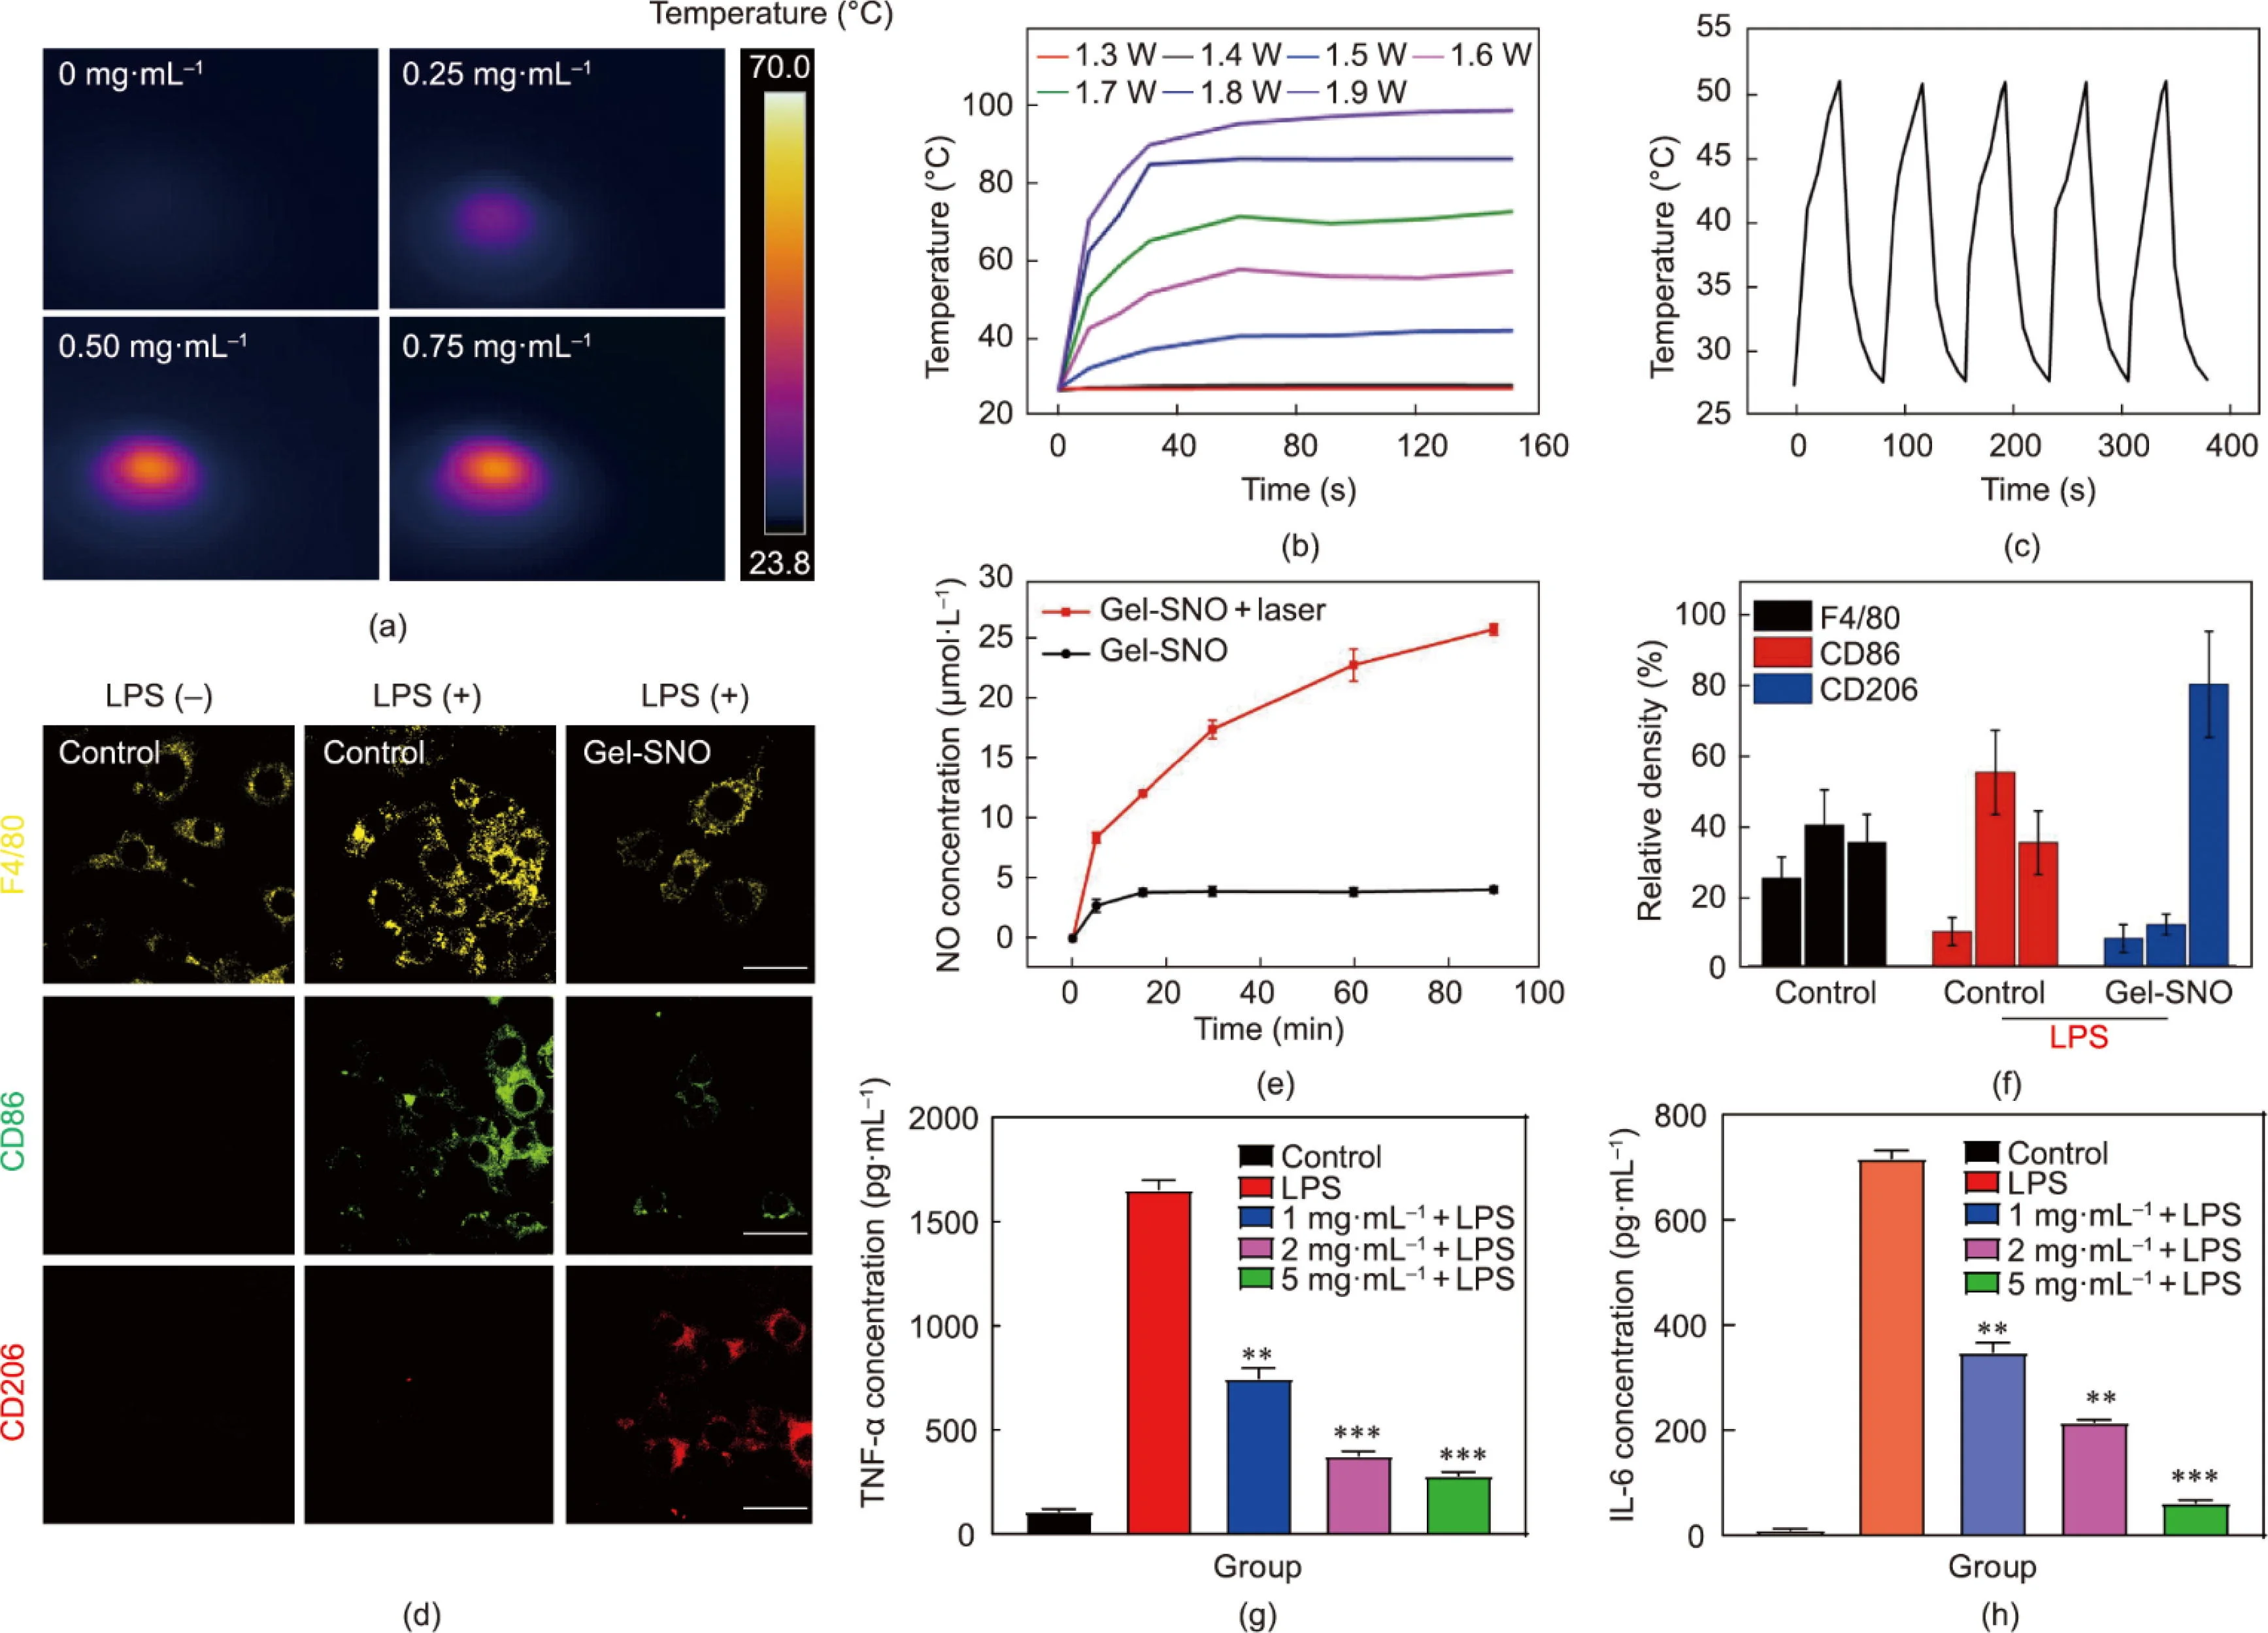 Temperature (°C)
0 mg·mL⁻¹
0.25 mg·mL⁻¹
0.50 mg·mL⁻¹
0.75 mg·mL⁻¹
70.0
23.8
(a)
1.3 W 1.4 W 1.5 W 1.6 W
1.7 W 1.8 W 1.9 W
Temperature (°C)
100
80
60
40
20
0 40 80 120 160
Time (s)
(b)
Temperature (°C)
55
50
45
40
35
30
25
0 100 200 300 400
Time (s)
(c)
LPS (–) LPS (+) LPS (+)
Control Control Gel-SNO
F4/80
CD86
CD206
(d)
NO concentration (μmol·L⁻¹)
30
25
20
15
10
5
0
Gel-SNO + laser
Gel-SNO
0 20 40 60 80 100
Time (min)
(e)
Relative density (%)
100
80
60
40
20
0
F4/80
CD86
CD206
Control Control Gel-SNO
LPS
(f)
TNF-α concentration (pg·mL⁻¹)
2000
1500
1000
500
0
Control
LPS
1 mg·mL⁻¹ + LPS
2 mg·mL⁻¹ + LPS
5 mg·mL⁻¹ + LPS
**
***
***
Group
(g)
IL-6 concentration (pg·mL⁻¹)
800
600
400
200
0
Control
LPS
1 mg·mL⁻¹ + LPS
2 mg·mL⁻¹ + LPS
5 mg·mL⁻¹ + LPS
**
**
***
Group
(h)